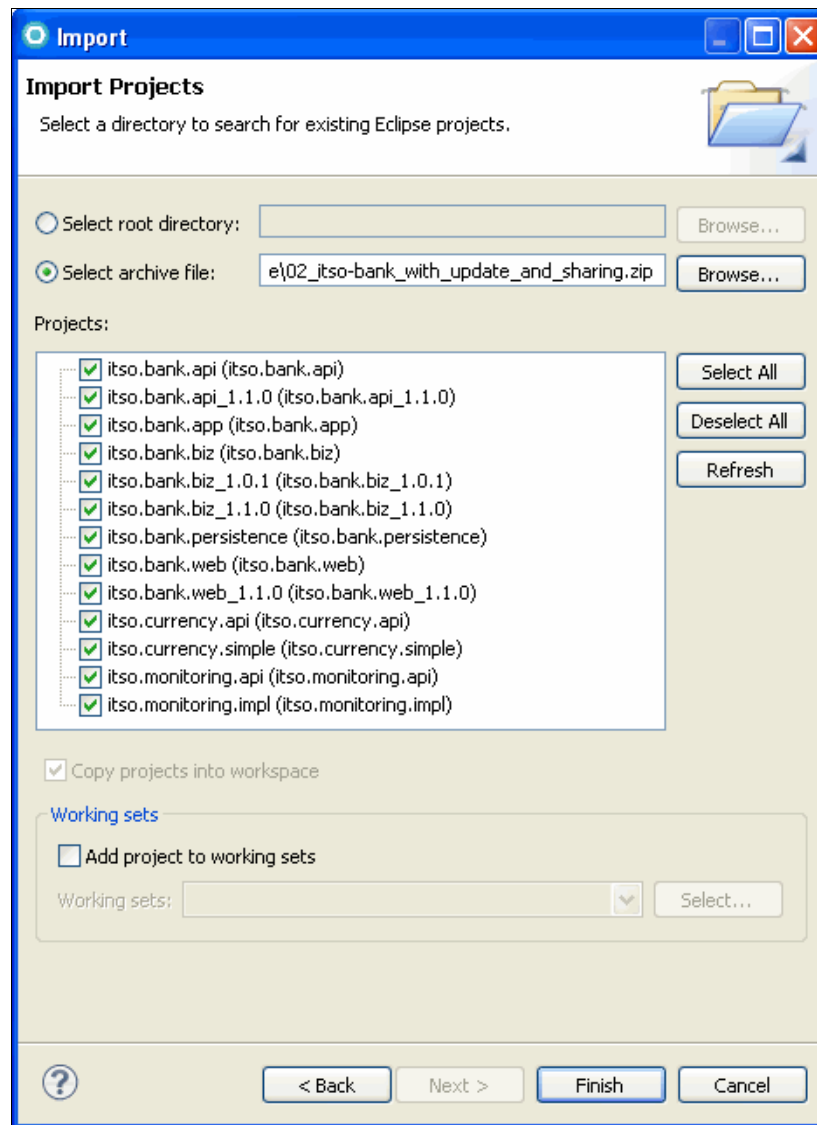 Import
Import Projects
Select a directory to search for existing Eclipse projects.
Select root directory:
Browse...
Select archive file:
e\02_itso-bank_with_update_and_sharing.zip
Browse...
Projects:
itso.bank.api (itso.bank.api)
itso.bank.api_1.1.0 (itso.bank.api_1.1.0)
itso.bank.app (itso.bank.app)
itso.bank.biz (itso.bank.biz)
itso.bank.biz_1.0.1 (itso.bank.biz_1.0.1)
itso.bank.biz_1.1.0 (itso.bank.biz_1.1.0)
itso.bank.persistence (itso.bank.persistence)
itso.bank.web (itso.bank.web)
itso.bank.web_1.1.0 (itso.bank.web_1.1.0)
itso.currency.api (itso.currency.api)
itso.currency.simple (itso.currency.simple)
itso.monitoring.api (itso.monitoring.api)
itso.monitoring.impl (itso.monitoring.impl)
Select All
Deselect All
Refresh
Copy projects into workspace
Working sets
Add project to working sets
Working sets:
Select...
?
< Back
Next >
Finish
Cancel